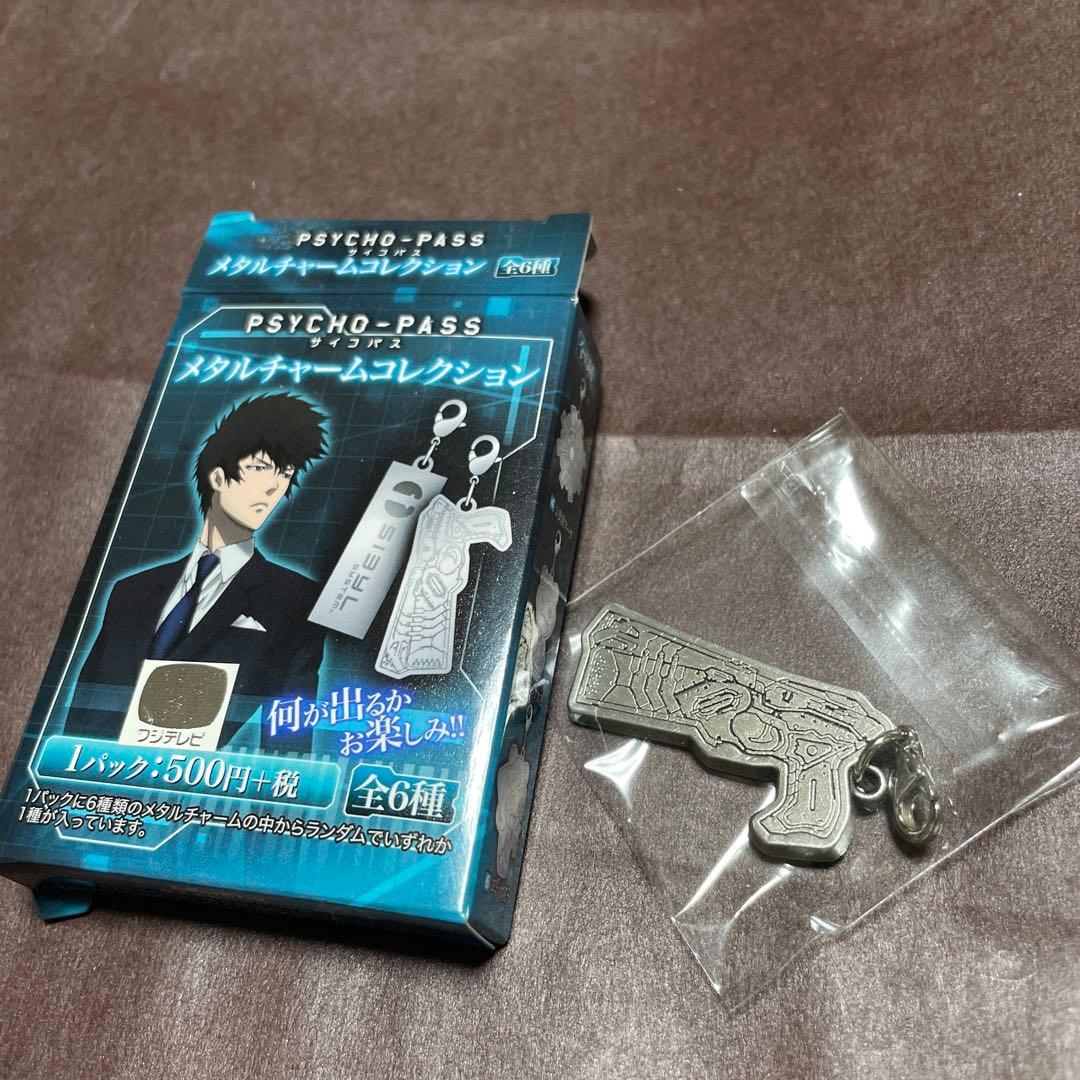 PSYCHO-PASS
サイコパス
メタルチャームコレクション 全6種
PSYCHO-PASS
サイコパス
メタルチャームコレクション
SIBYL
SYSTEM
何が出るか
お楽しみ!!
フジテレビ
1パック:500円+税
全6種
1パックに6種類のメタルチャームの中からランダムでいずれか
1種が入っています。